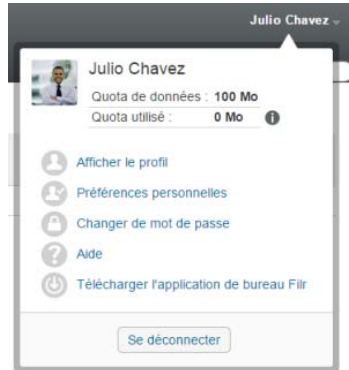 Julio Chavez
Julio Chavez
Quota de données : 100 Mo
Quota utilisé : 0 Mo
Afficher le profil
Préférences personnelles
Changer de mot de passe
Aide
Télécharger l'application de bureau Filr
Se déconnecter